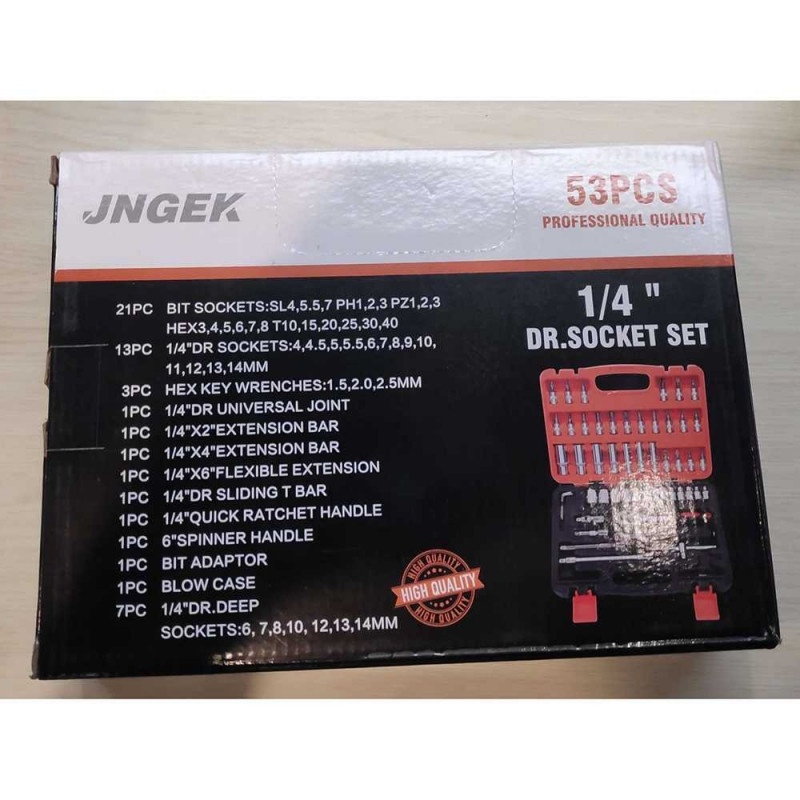 JNGEK
53PCS
PROFESSIONAL QUALITY
1/4 "
DR.SOCKET SET
21PC BIT SOCKETS:SL4,5.5,7 PH1,2,3 PZ1,2,3
HEX3,4,5,6,7,8 T10,15,20,25,30,40
13PC 1/4"DR SOCKETS:4,4.5,5,5.5,6,7,8,9,10,
11,12,13,14MM
3PC HEX KEY WRENCHES:1.5,2.0,2.5MM
1PC 1/4"DR UNIVERSAL JOINT
1PC 1/4"X2"EXTENSION BAR
1PC 1/4"X4"EXTENSION BAR
1PC 1/4"X6"FLEXIBLE EXTENSION
1PC 1/4"DR SLIDING T BAR
1PC 1/4"QUICK RATCHET HANDLE
1PC 6"SPINNER HANDLE
1PC BIT ADAPTOR
1PC BLOW CASE
7PC 1/4"DR.DEEP
SOCKETS:6, 7,8,10, 12,13,14MM
HIGH QUALITY
HIGH QUALITY
HIGH QUALITY